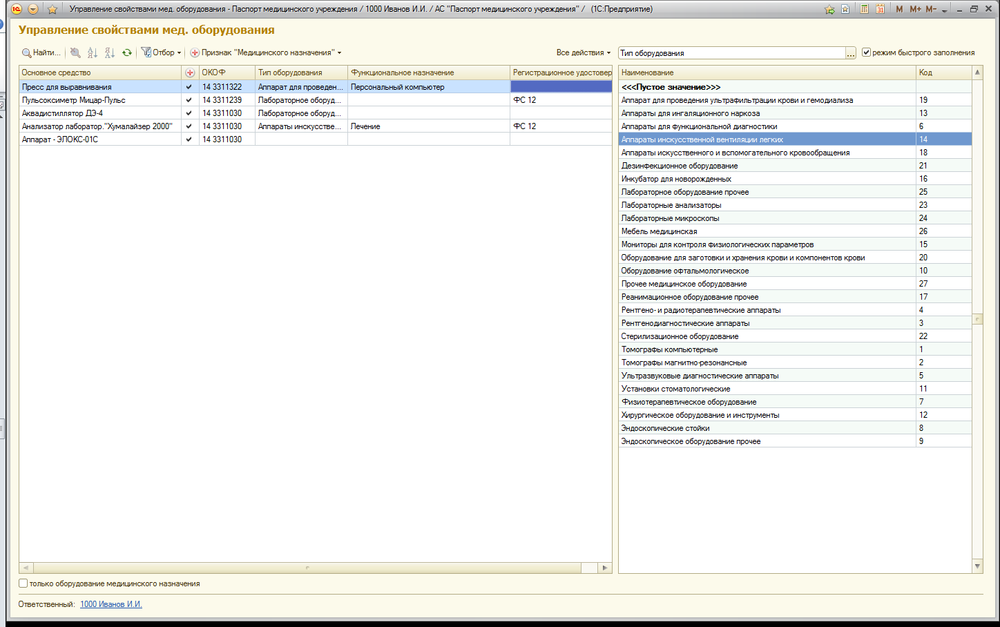 Управление свойствами мед. оборудования - Паспорт медицинского учреждения / 1000 Иванов И.И. / АС "Паспорт медицинского учреждения" / (1С:Предприятие)
M M+ M-
Управление свойствами мед. оборудования
Найти... Отбор Признак "Медицинского назначения" Все действия
Тип оборудования ... режим быстрого заполнения
Основное средство ОКОФ Тип оборудования Функциональное назначение Регистрационное удостовер
Пресс для выравнивания 14 3311322 Аппарат для проведен... Персональный компьютер
Пульсоксиметр Мицар-Пульс 14 3311239 Лабораторное оборуд... ФС 12
Аквадистиллятор ДЭ-4 14 3311030 Лабораторное оборуд...
Анализатор лаборатор."Хумалайзер 2000" 14 3311030 Аппараты инскусстве... Лечение ФС 12
Аппарат - ЭЛОКС-01С 14 3311030
Наименование Код
<<<Пустое значение>>>
Аппарат для проведения ультрафильтрации крови и гемодиализа 19
Аппараты для ингаляционного наркоза 13
Аппараты для функциональной диагностики 6
Аппараты инскусственной вентиляции легких 14
Аппараты искусственного и вспомогательного кровообращения 18
Дезинфекционное оборудование 21
Инкубатор для новорожденных 16
Лабораторное оборудование прочее 25
Лабораторные анализаторы 23
Лабораторные микроскопы 24
Мебель медицинская 26
Мониторы для контроля физиологических параметров 15
Оборудование для заготовки и хранения крови и компонентов крови 20
Оборудование офтальмологическое 10
Прочее медицинское оборудование 27
Реанимационное оборудование прочее 17
Рентгено- и радиотерапевтические аппараты 4
Рентгенодиагностические аппараты 3
Стерилизационное оборудование 22
Томографы компьютерные 1
Томографы магнитно-резонансные 2
Ультразвуковые диагностические аппараты 5
Установки стоматологические 11
Физиотерапевтическое оборудование 7
Хирургическое оборудование и инструменты 12
Эндоскопические стойки 8
Эндоскопическое оборудование прочее 9
только оборудование медицинского назначения
Ответственный: 1000 Иванов И.И.